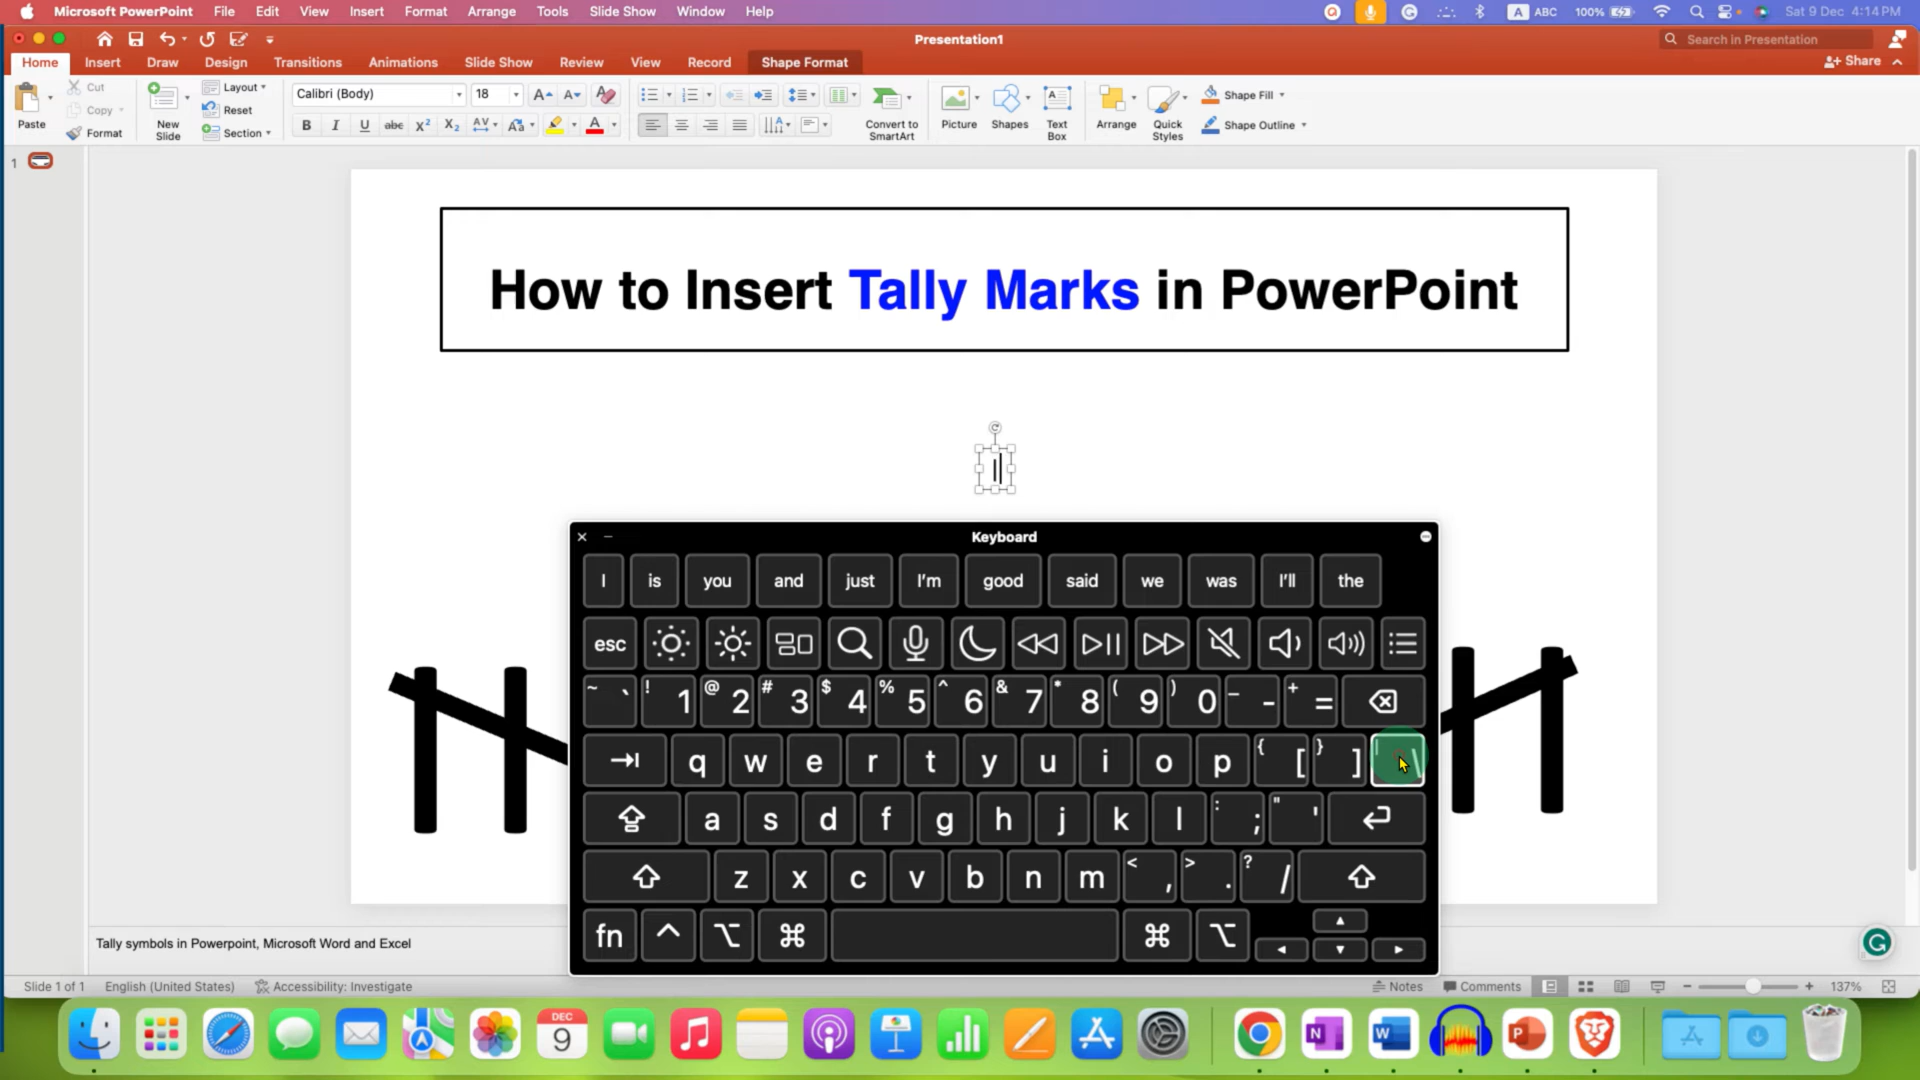 Microsoft PowerPoint File Edit View Insert Format Arrange Tools Slide Show Window Help A ABC 100% Sat 9 Dec 4:14 PM
Presentation1 Search in Presentation
Home Insert Draw Design Transitions Animations Slide Show Review View Record Shape Format Share
Paste Cut Copy Format New Slide Layout Reset Section Calibri (Body) 18 Convert to SmartArt Picture Shapes Text Box Arrange Quick Styles Shape Fill Shape Outline
1
How to Insert Tally Marks in PowerPoint
||
Keyboard
I is you and just I'm good said we was I'll the
esc
~ ` ! 1 @ 2 # 3 $ 4 % 5 ^ 6 & 7 * 8 ( 9 ) 0 _ - + =
q w e r t y u i o p { [ } ] | \
a s d f g h j k l : ; " '
z x c v b n m < , > . ? /
fn ^ ⌥ ⌘ ⌘ ⌥
Tally symbols in Powerpoint, Microsoft Word and Excel
Slide 1 of 1 English (United States) Accessibility: Investigate Notes Comments 137%
DEC
9